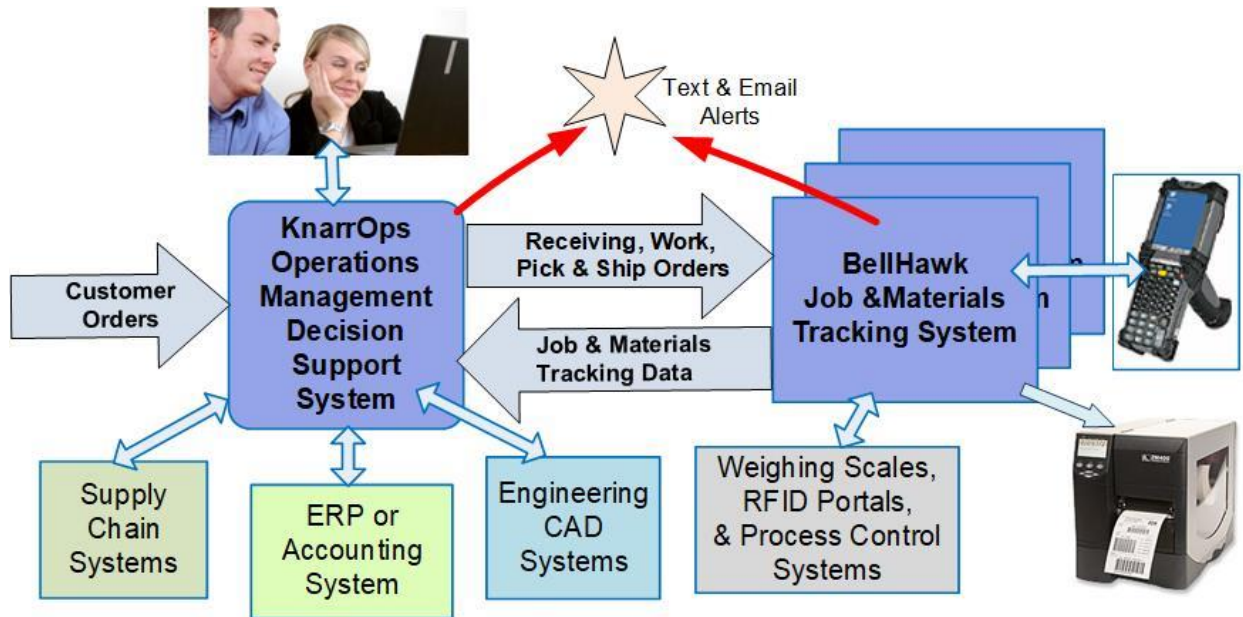 Text & Email
Alerts
KnarrOps
Operations
Management
Decision
Support
System
Customer
Orders
Receiving, Work,
Pick & Ship Orders
Job & Materials
Tracking Data
BellHawk
Job &Materials
Tracking System
n
m
Supply
Chain
Systems
ERP or
Accounting
System
Engineering
CAD
Systems
Weighing Scales,
RFID Portals,
& Process Control
Systems